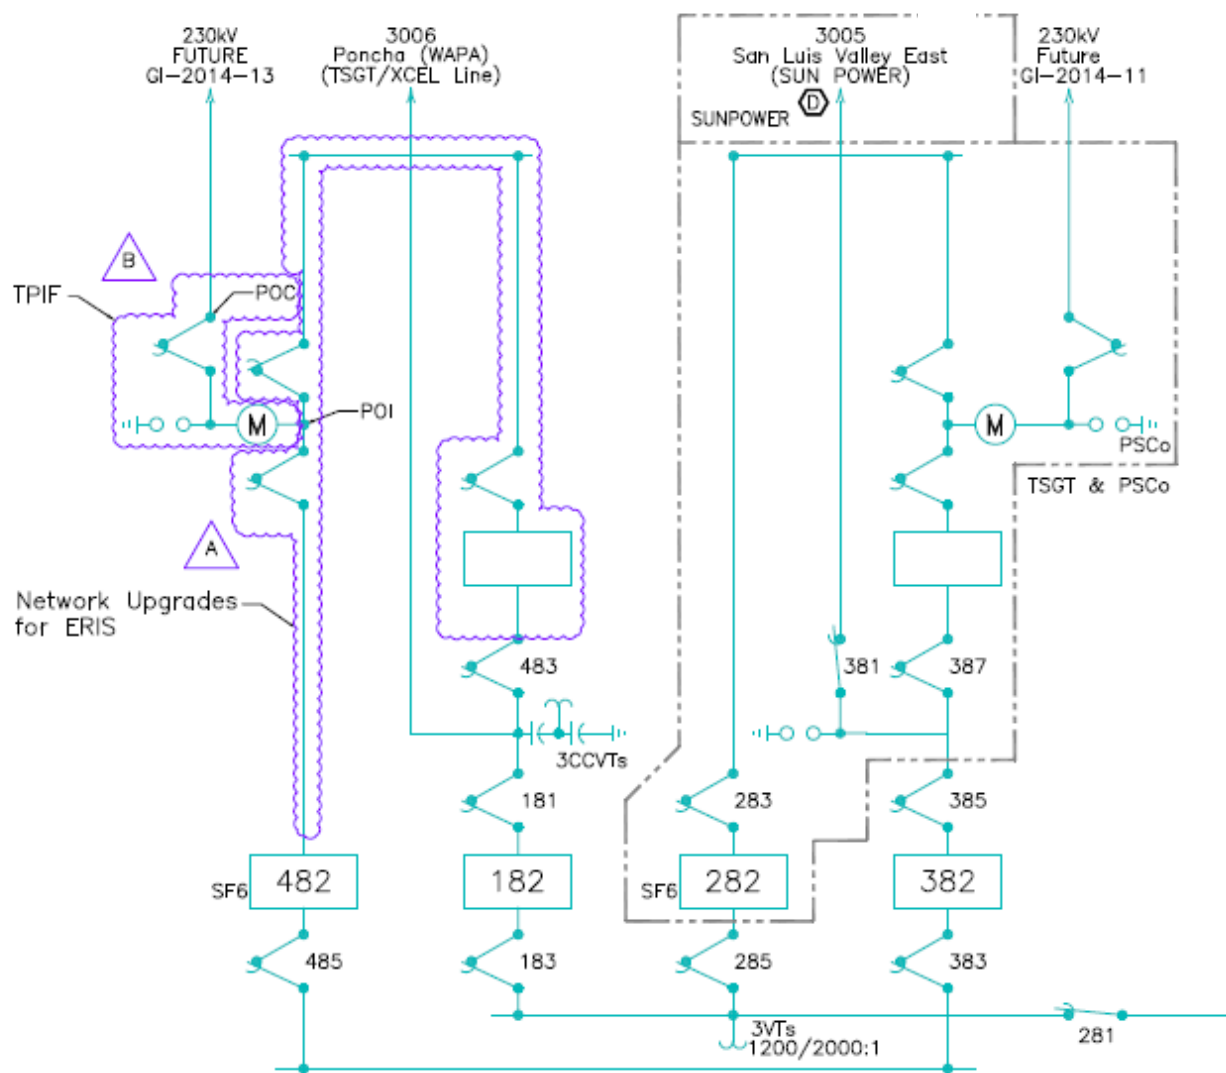 230kV
FUTURE
GI-2014-13
3006
Poncha (WAPA)
(TSGT/XCEL Line)
3005
San Luis Valley East
(SUN POWER)
230kV
Future
GI-2014-11
D
SUNPOWER
B
TPIF
POC
POI
M
M
PSCo
TSGT & PSCo
A
Network Upgrades
for ERIS
483
381
387
3CCVTs
181
283
385
SF6
482
182
SF6
282
382
485
183
285
383
3VTs
1200/2000:1
281